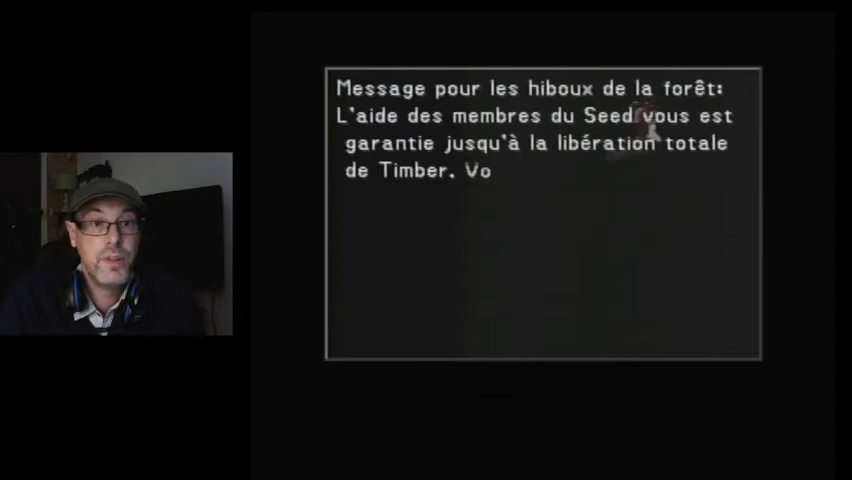 Message pour les hiboux de la forêt:
L'aide des membres du Seed vous est
garantie jusqu'à la libération totale
de Timber. Vo